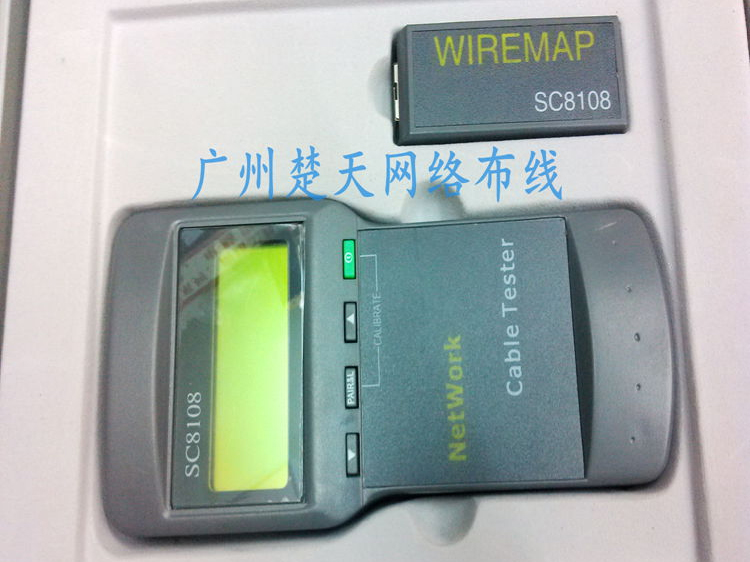 WIREMAP
SC8108
广州楚天网络布线
SC8108
PAIR&L
CALIBRATE
NetWork
Cable Tester